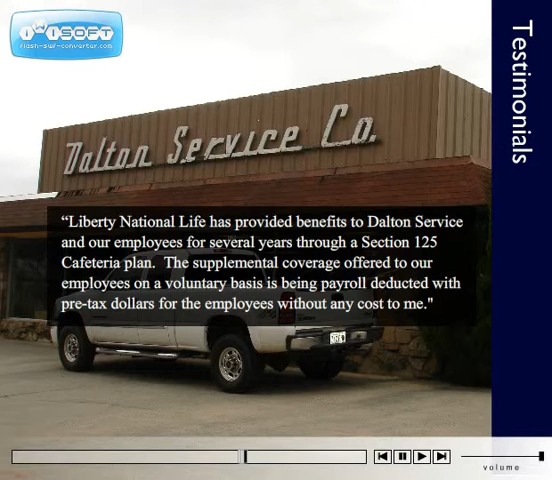 iWiSOFT
flash-swf-converter.com
Testimonials
Dalton Service Co.
“Liberty National Life has provided benefits to Dalton Service
and our employees for several years through a Section 125
Cafeteria plan.  The supplemental coverage offered to our
employees on a voluntary basis is being payroll deducted with
pre-tax dollars for the employees without any cost to me."
volume